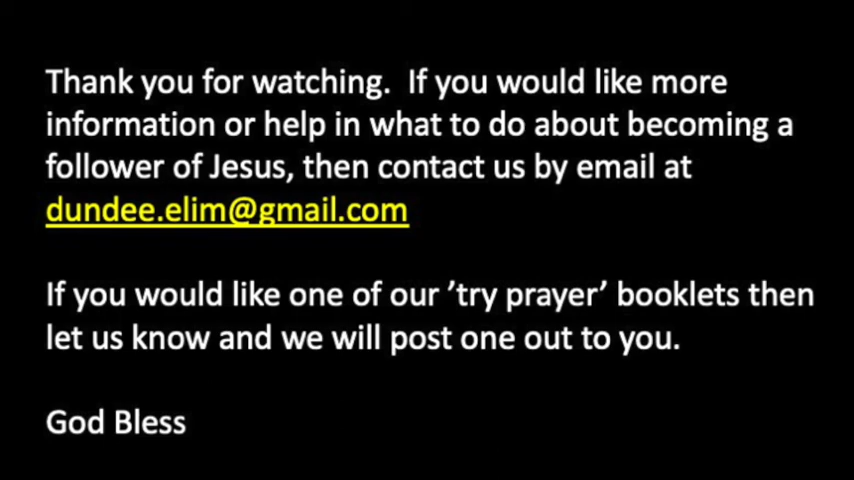 Thank you for watching.  If you would like more
information or help in what to do about becoming a
follower of Jesus, then contact us by email at
dundee.elim@gmail.com
If you would like one of our ’try prayer’ booklets then
let us know and we will post one out to you.
God Bless